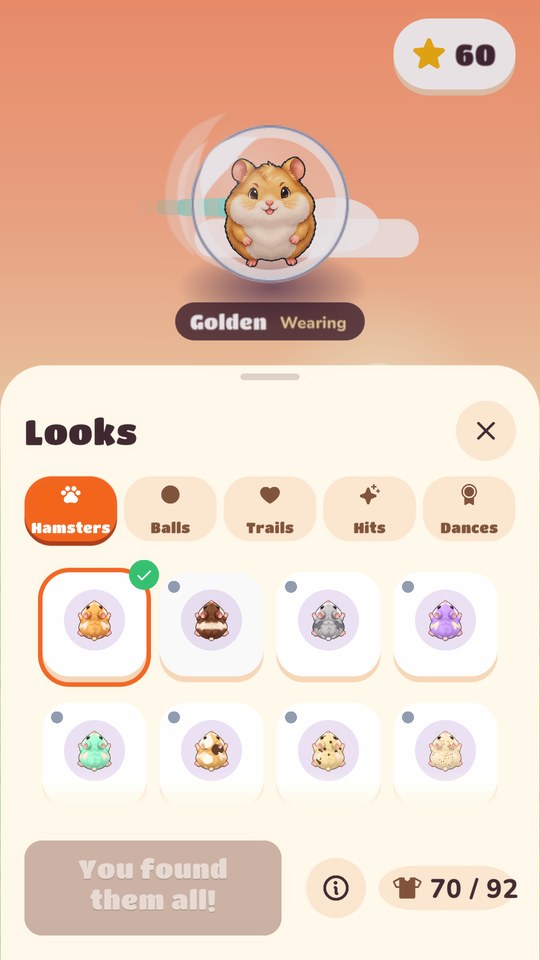 60
Golden Wearing
Looks
Hamsters Balls Trails Hits Dances
You found
them all!
70 / 92